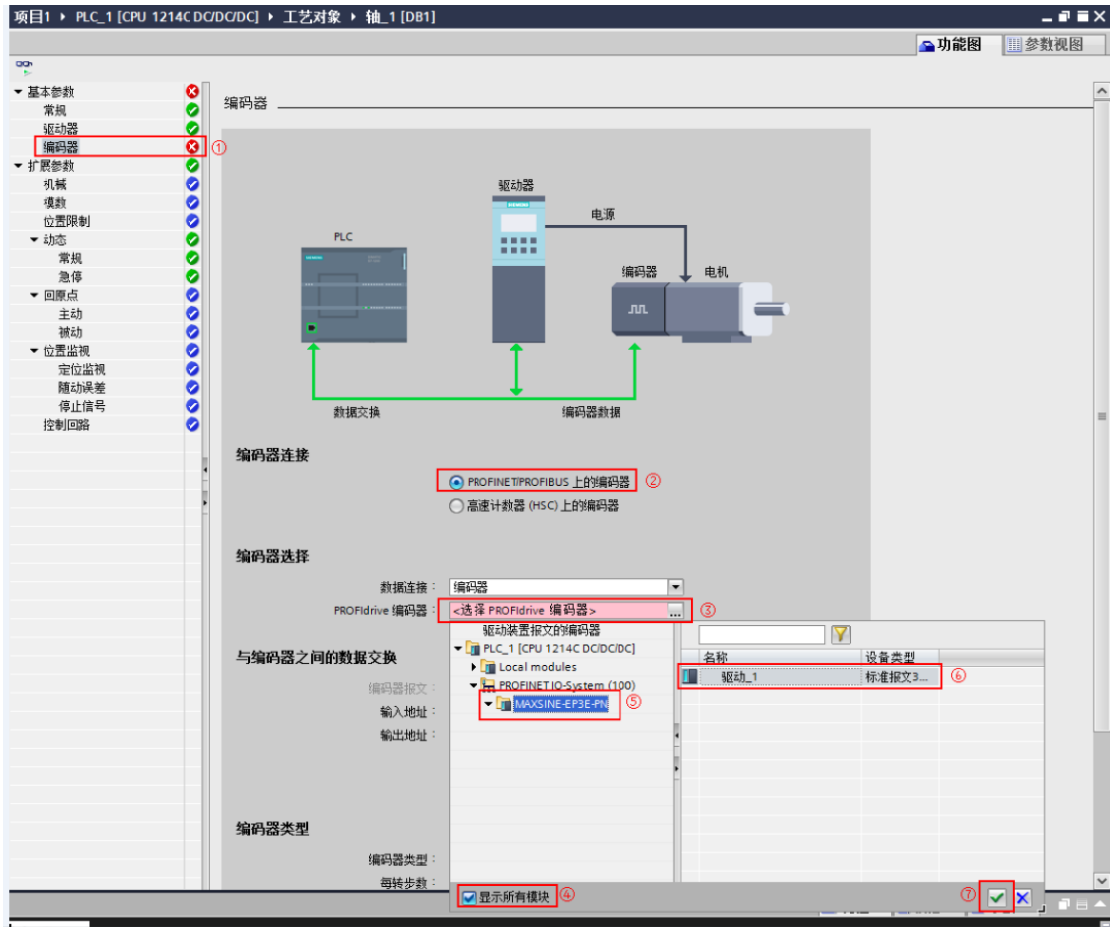 项目1 ▸ PLC_1 [CPU 1214C DC/DC/DC] ▸ 工艺对象 ▸ 轴_1 [DB1]
功能图
参数视图
基本参数
常规
驱动器
编码器
①
扩展参数
机械
模数
位置限制
动态
常规
急停
回原点
主动
被动
位置监视
定位监视
随动误差
停止信号
控制回路
编码器
驱动器
电源
PLC
编码器
电机
数据交换
编码器数据
编码器连接
PROFINET/PROFIBUS 上的编码器
②
高速计数器 (HSC) 上的编码器
编码器选择
数据连接：
编码器
PROFIdrive 编码器：
<选择 PROFIdrive 编码器>
...
③
驱动装置报文的编码器
PLC_1 [CPU 1214C DC/DC/DC]
Local modules
PROFINET IO-System (100)
MAXSINE-EP3E-PN
⑤
名称
设备类型
驱动_1
标准报文3...
⑥
与编码器之间的数据交换
编码器报文：
输入地址：
输出地址：
编码器类型
编码器类型：
每转步数：
显示所有模块
④
⑦